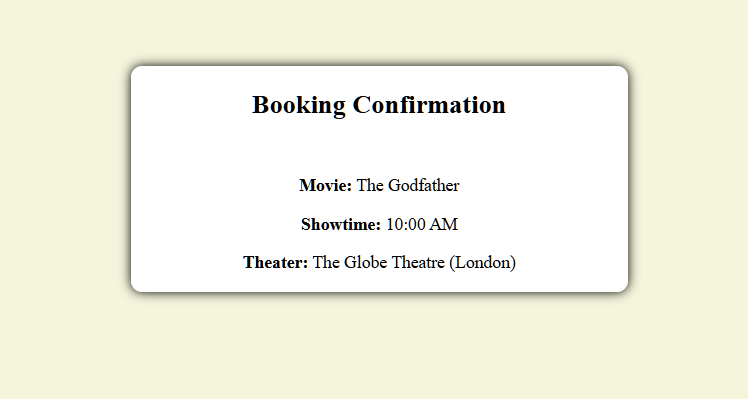 Booking Confirmation
Movie: The Godfather
Showtime: 10:00 AM
Theater: The Globe Theatre (London)